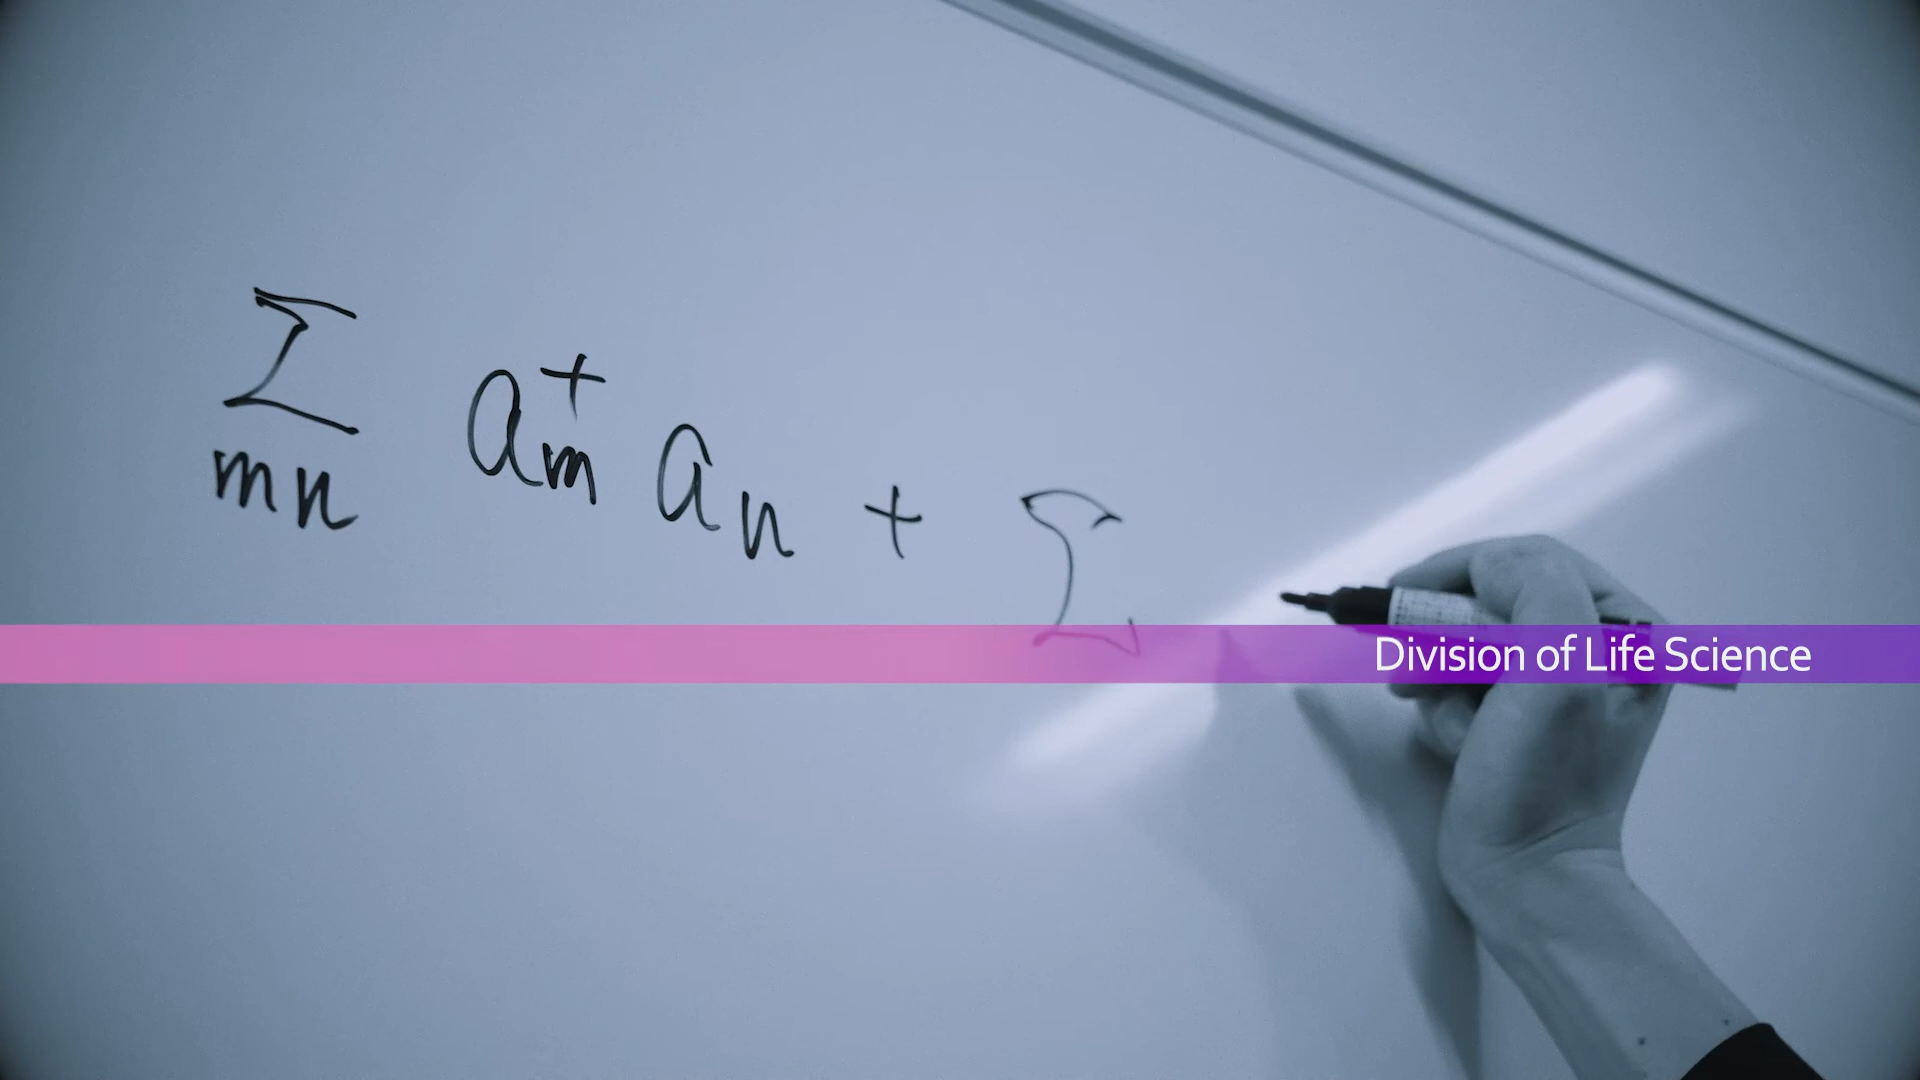 ∑ a⁺ₘ aₙ + ∑
mn
Division of Life Science